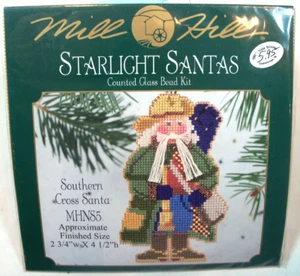 Mill Hill
$5.95
STARLIGHT SANTAS
Counted Glass Bead Kit
Southern
Cross Santa
MHNS5
Approximate
Finished Size
2 3/4"w X 4 1/2"h